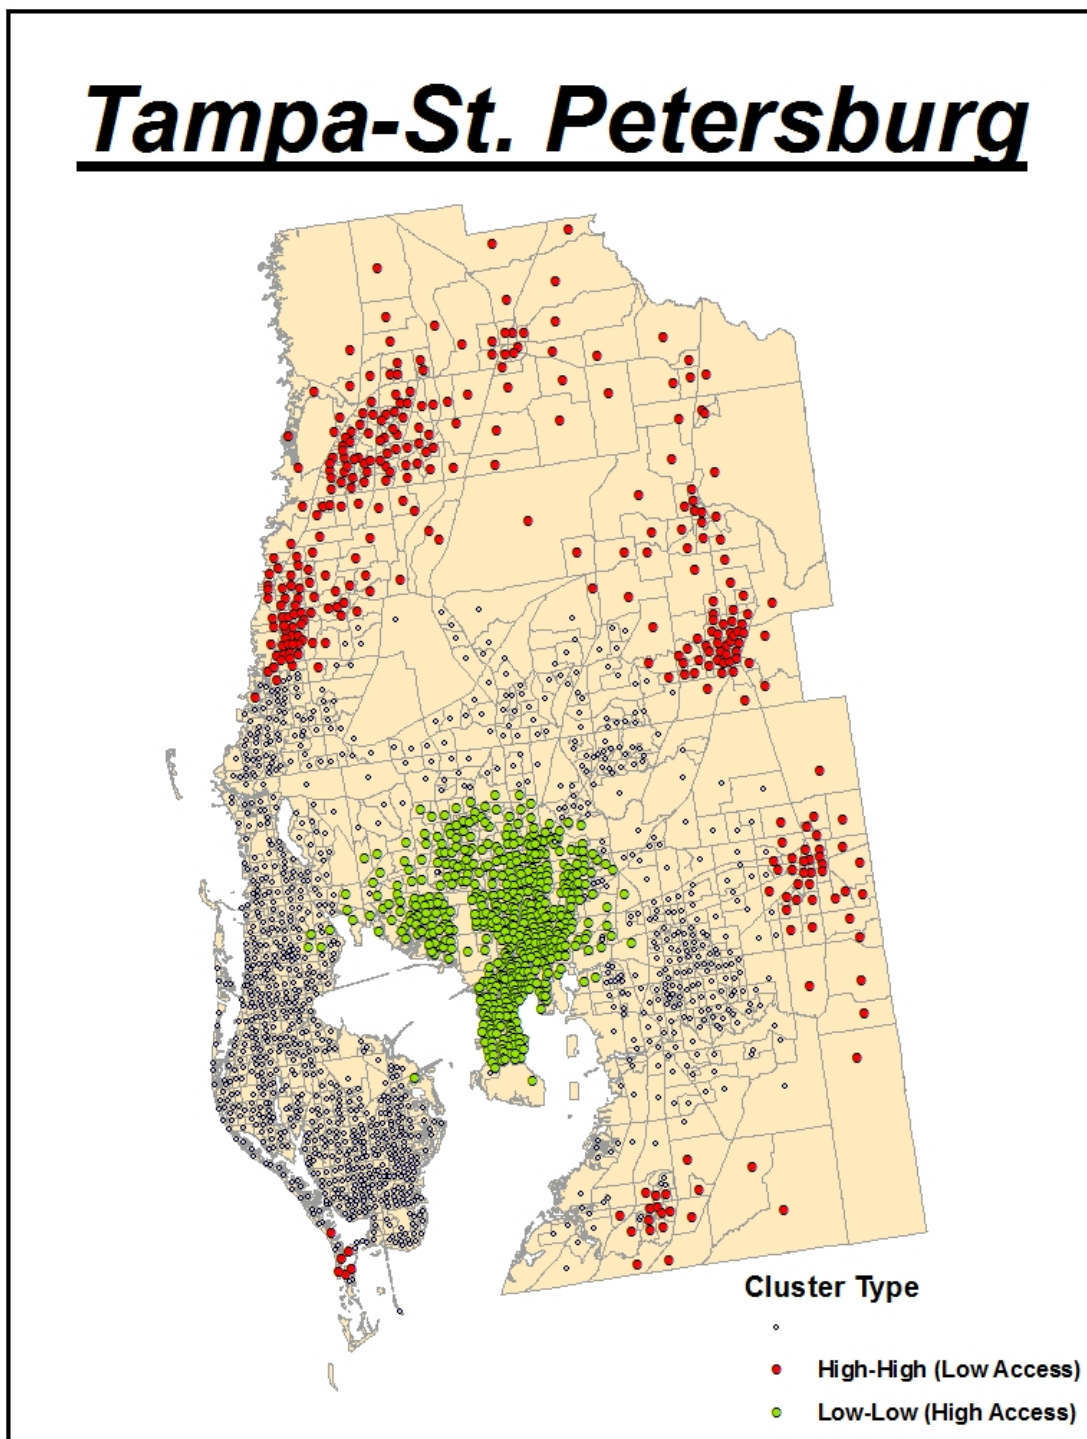 Tampa-St. Petersburg
Cluster Type
High-High (Low Access)
Low-Low (High Access)